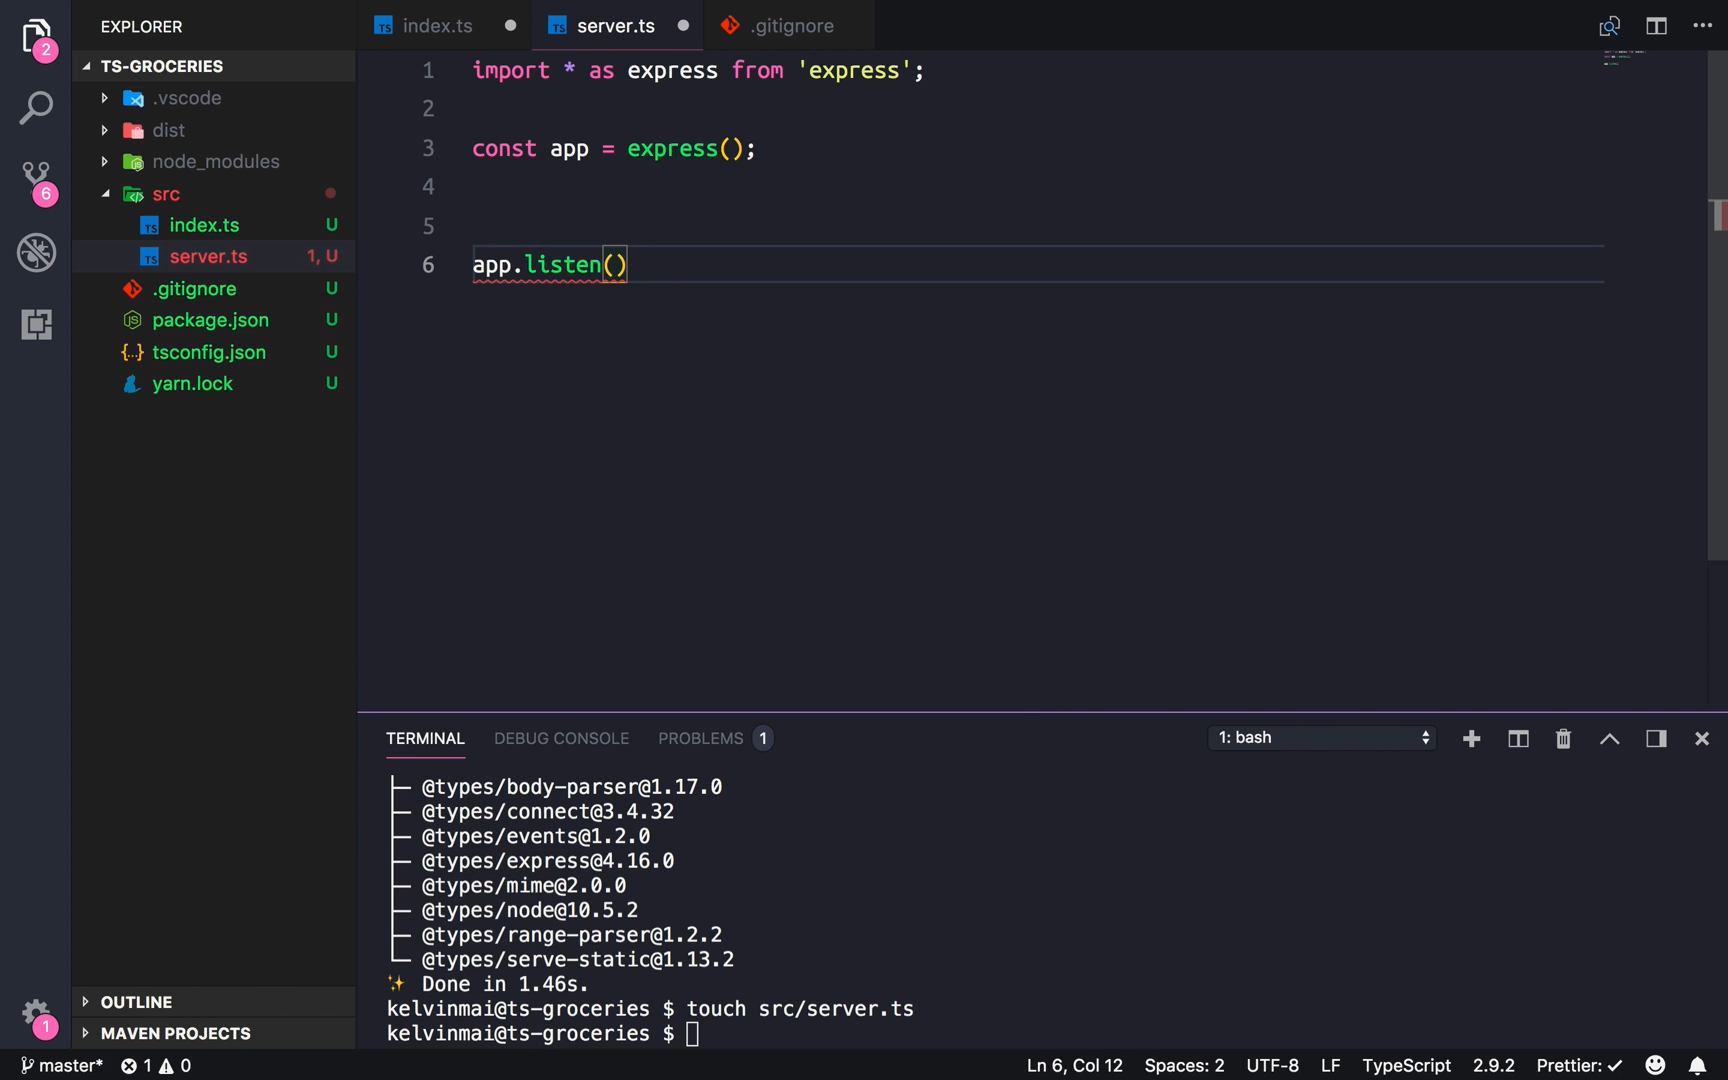 EXPLORER
TS-GROCERIES
.vscode
dist
node_modules
src
index.ts U
server.ts 1, U
.gitignore U
package.json U
tsconfig.json U
yarn.lock U
OUTLINE
MAVEN PROJECTS
2
6
1
TS index.ts
TS server.ts
.gitignore
1 import * as express from 'express';
2
3 const app = express();
4
5
6 app.listen()
TERMINAL DEBUG CONSOLE PROBLEMS 1 1: bash
├─ @types/body-parser@1.17.0
├─ @types/connect@3.4.32
├─ @types/events@1.2.0
├─ @types/express@4.16.0
├─ @types/mime@2.0.0
├─ @types/node@10.5.2
├─ @types/range-parser@1.2.2
└─ @types/serve-static@1.13.2
✨ Done in 1.46s.
kelvinmai@ts-groceries $ touch src/server.ts
kelvinmai@ts-groceries $
master* 1 0 Ln 6, Col 12 Spaces: 2 UTF-8 LF TypeScript 2.9.2 Prettier: ✓